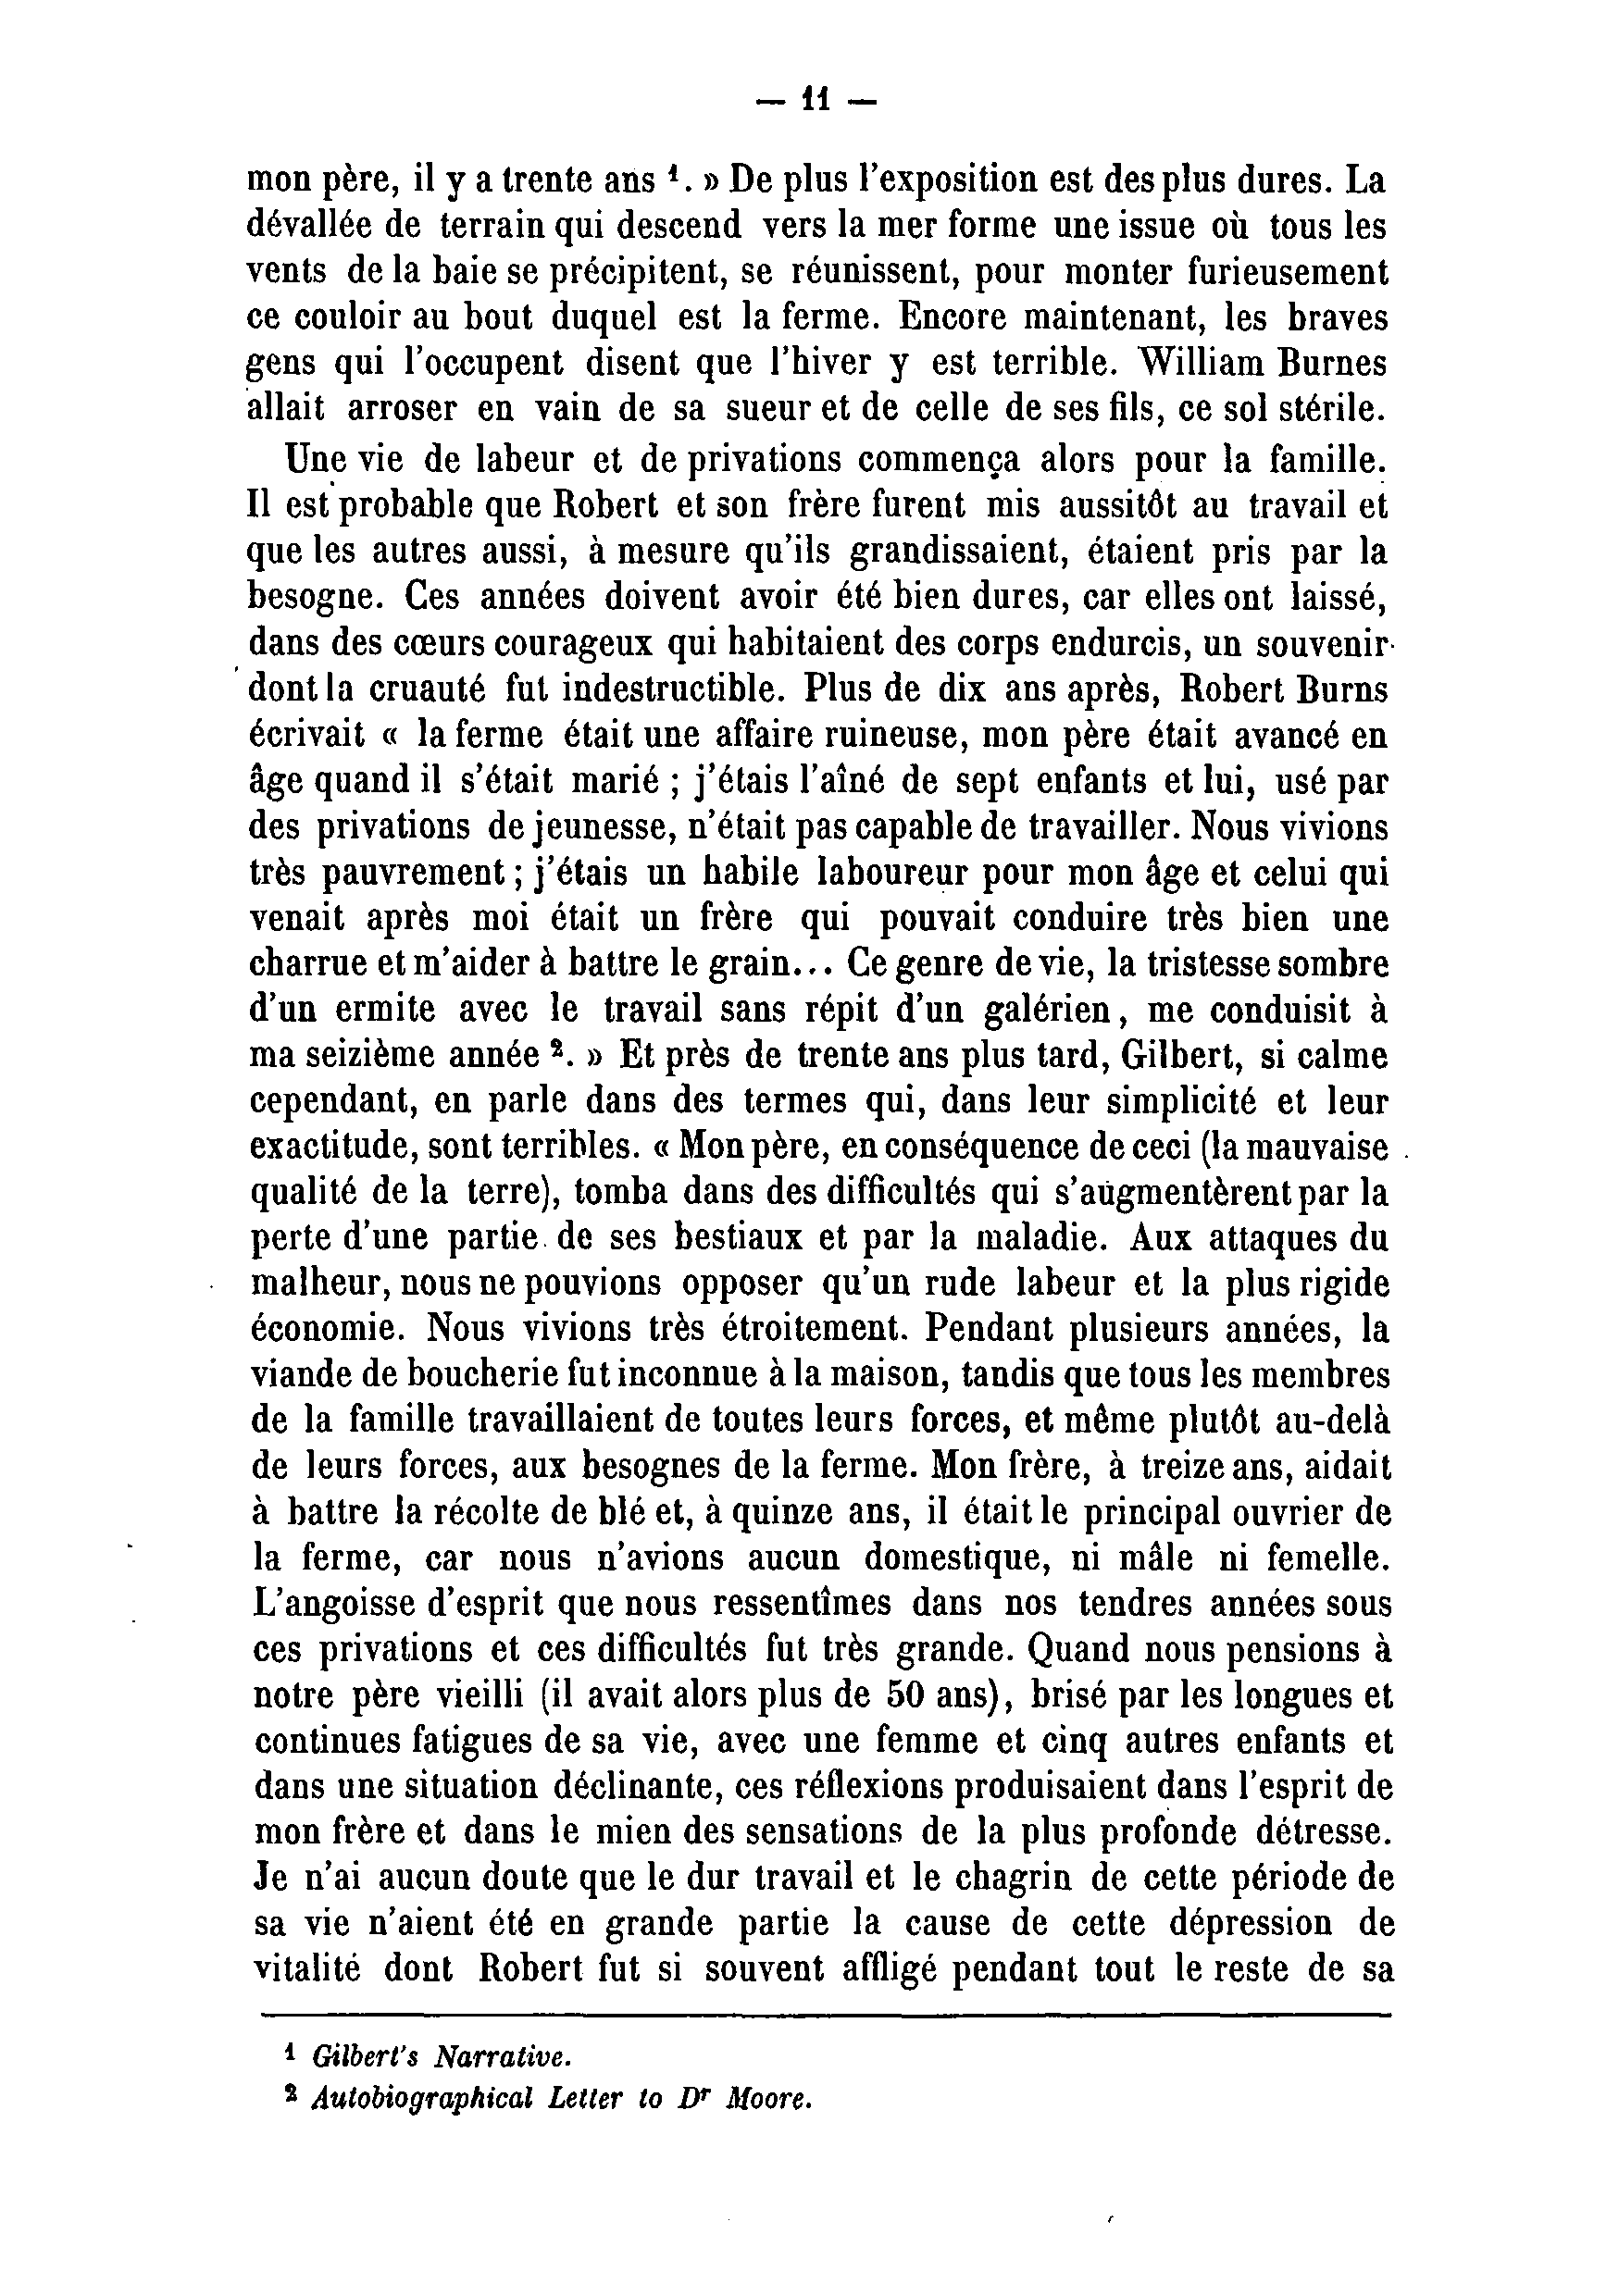 — 11 —
mon père, il y a trente ans ¹. » De plus l'exposition est des plus dures. La
dévallée de terrain qui descend vers la mer forme une issue où tous les
vents de la baie se précipitent, se réunissent, pour monter furieusement
ce couloir au bout duquel est la ferme. Encore maintenant, les braves
gens qui l'occupent disent que l'hiver y est terrible. William Burnes
allait arroser en vain de sa sueur et de celle de ses fils, ce sol stérile.
Une vie de labeur et de privations commença alors pour la famille.
Il est probable que Robert et son frère furent mis aussitôt au travail et
que les autres aussi, à mesure qu'ils grandissaient, étaient pris par la
besogne. Ces années doivent avoir été bien dures, car elles ont laissé,
dans des cœurs courageux qui habitaient des corps endurcis, un souvenir
dont la cruauté fut indestructible. Plus de dix ans après, Robert Burns
écrivait « la ferme était une affaire ruineuse, mon père était avancé en
âge quand il s'était marié ; j'étais l'aîné de sept enfants et lui, usé par
des privations de jeunesse, n'était pas capable de travailler. Nous vivions
très pauvrement ; j'étais un habile laboureur pour mon âge et celui qui
venait après moi était un frère qui pouvait conduire très bien une
charrue et m'aider à battre le grain... Ce genre de vie, la tristesse sombre
d'un ermite avec le travail sans répit d'un galérien, me conduisit à
ma seizième année ². » Et près de trente ans plus tard, Gilbert, si calme
cependant, en parle dans des termes qui, dans leur simplicité et leur
exactitude, sont terribles. « Mon père, en conséquence de ceci (la mauvaise
qualité de la terre), tomba dans des difficultés qui s'augmentèrent par la
perte d'une partie de ses bestiaux et par la maladie. Aux attaques du
malheur, nous ne pouvions opposer qu'un rude labeur et la plus rigide
économie. Nous vivions très étroitement. Pendant plusieurs années, la
viande de boucherie fut inconnue à la maison, tandis que tous les membres
de la famille travaillaient de toutes leurs forces, et même plutôt au-delà
de leurs forces, aux besognes de la ferme. Mon frère, à treize ans, aidait
à battre la récolte de blé et, à quinze ans, il était le principal ouvrier de
la ferme, car nous n'avions aucun domestique, ni mâle ni femelle.
L'angoisse d'esprit que nous ressentîmes dans nos tendres années sous
ces privations et ces difficultés fut très grande. Quand nous pensions à
notre père vieilli (il avait alors plus de 50 ans), brisé par les longues et
continues fatigues de sa vie, avec une femme et cinq autres enfants et
dans une situation déclinante, ces réflexions produisaient dans l'esprit de
mon frère et dans le mien des sensations de la plus profonde détresse.
Je n'ai aucun doute que le dur travail et le chagrin de cette période de
sa vie n'aient été en grande partie la cause de cette dépression de
vitalité dont Robert fut si souvent affligé pendant tout le reste de sa
¹ Gilbert's Narrative.
² Autobiographical Letter to Dʳ Moore.